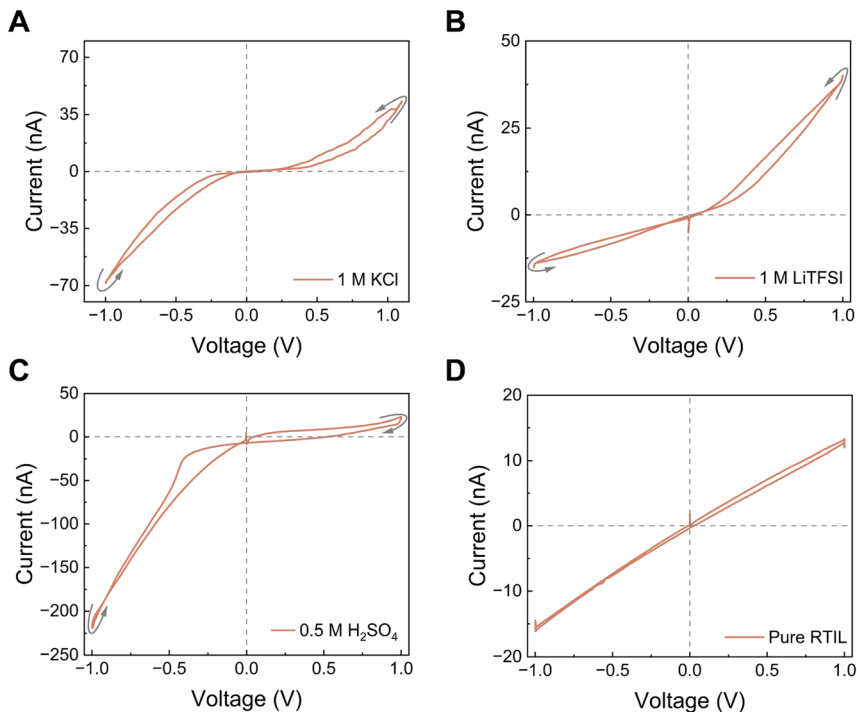 A
Current (nA)
70
35
0
−35
−70
−1.0 −0.5 0.0 0.5 1.0
Voltage (V)
1 M KCl
B
Current (nA)
50
25
0
−25
−1.0 −0.5 0.0 0.5 1.0
Voltage (V)
1 M LiTFSI
C
Current (nA)
50
0
−50
−100
−150
−200
−250
−1.0 −0.5 0.0 0.5 1.0
Voltage (V)
0.5 M H₂SO₄
D
Current (nA)
20
10
0
−10
−20
−1.0 −0.5 0.0 0.5 1.0
Voltage (V)
Pure RTIL